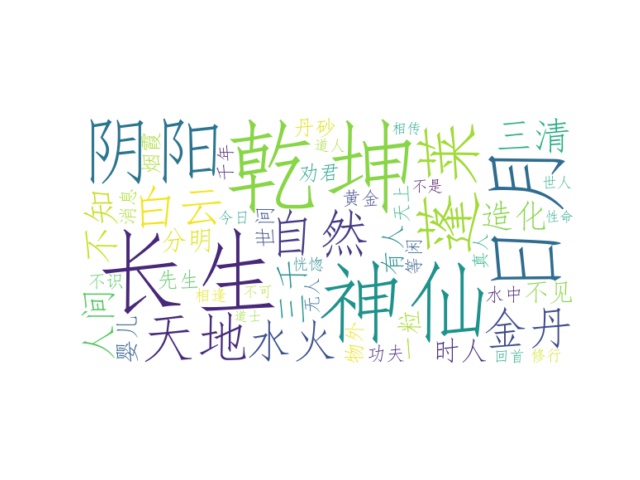 阴阳
乾坤
蓬莱
三清
日月
烟霞
千年
丹砂
道人
相传
劝君
不是
世人
不知
消息
白云
今日
世间
黄金
天上
造化
性命
分明
自然
有人
等闲
真人
长生
人间
不识
先生
三千
恍惚
无人
神仙
水中
不见
相逢
不可
道士
婴儿
天地
水火
物外
功夫
一粒
时人
金丹
回首
修行